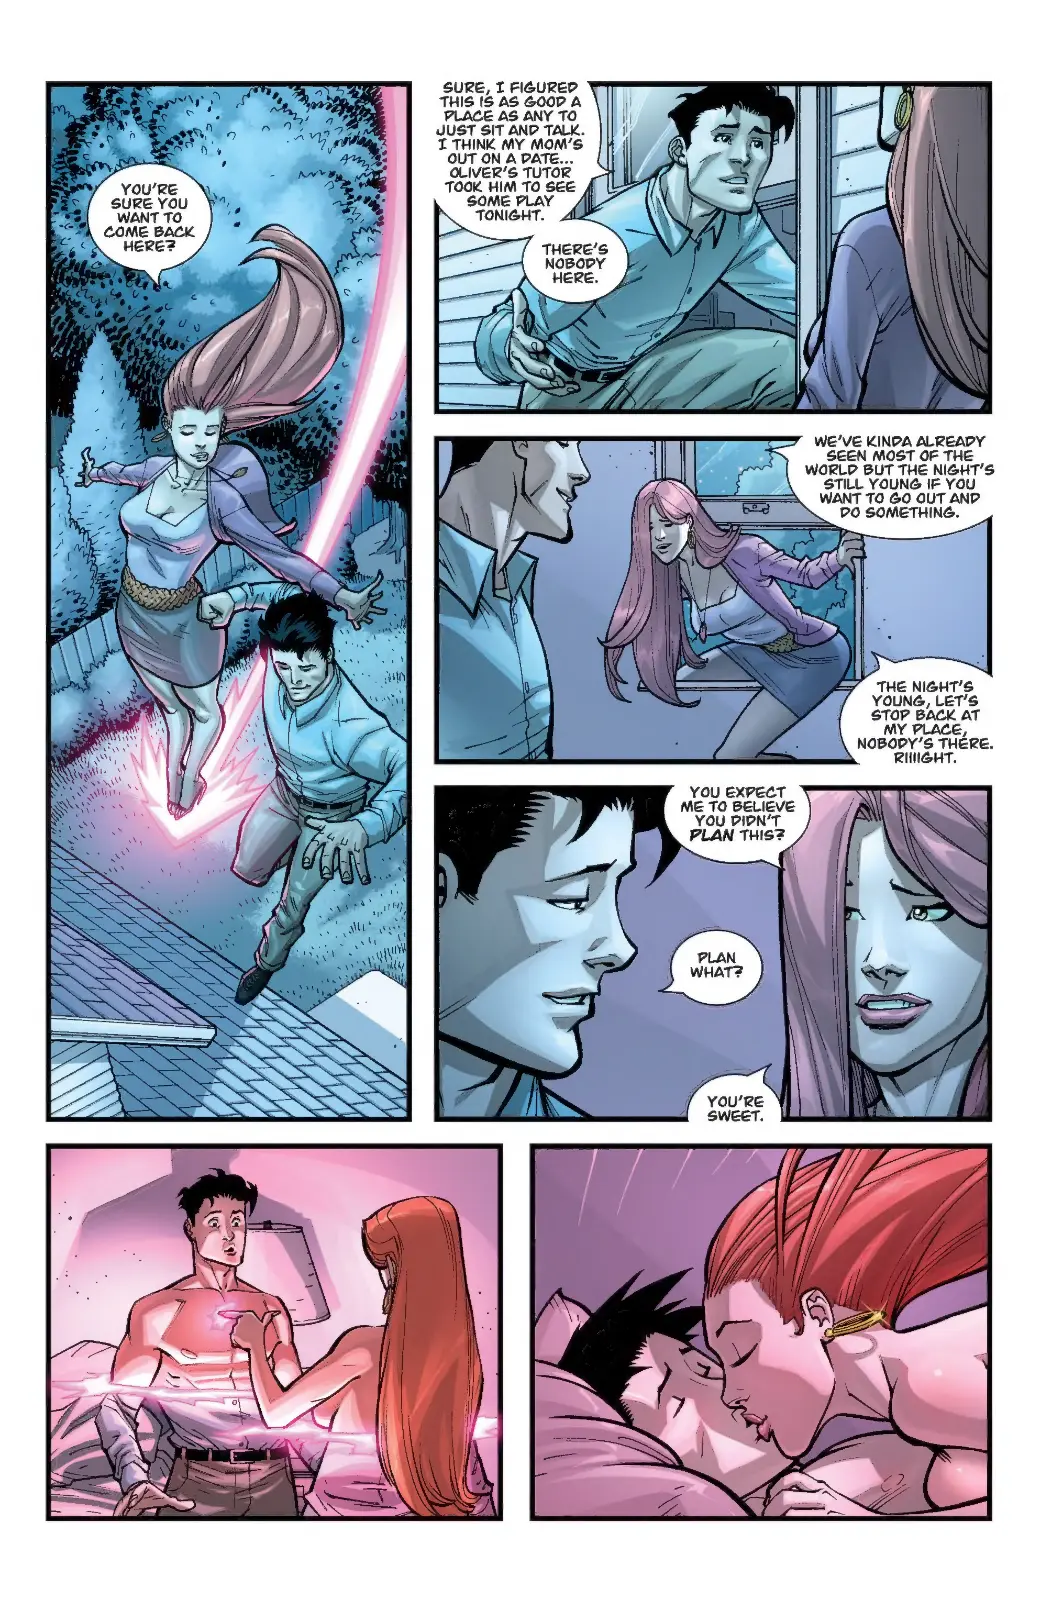 YOU'RE
SURE YOU
WANT TO
COME BACK
HERE?
SURE, I FIGURED
THIS IS AS GOOD A
PLACE AS ANY TO
JUST SIT AND TALK.
I THINK MY MOM'S
OUT ON A DATE...
OLIVER'S TUTOR
TOOK HIM TO SEE
SOME PLAY
TONIGHT.
THERE'S
NOBODY
HERE.
WE'VE KINDA ALREADY
SEEN MOST OF THE
WORLD BUT THE NIGHT'S
STILL YOUNG IF YOU
WANT TO GO OUT AND
DO SOMETHING.
THE NIGHT'S
YOUNG, LET'S
STOP BACK AT
MY PLACE,
NOBODY'S THERE.
RIIIIGHT.
YOU EXPECT
ME TO BELIEVE
YOU DIDN'T
PLAN THIS?
PLAN
WHAT?
YOU'RE
SWEET.